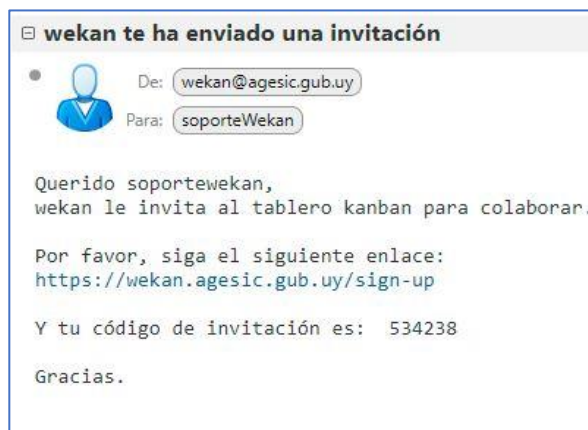 wekan te ha enviado una invitación
De: wekan@agesic.gub.uy
Para: soporteWekan
Querido soportewekan,
wekan le invita al tablero kanban para colaborar.
Por favor, siga el siguiente enlace:
https://wekan.agesic.gub.uy/sign-up
Y tu código de invitación es: 534238
Gracias.